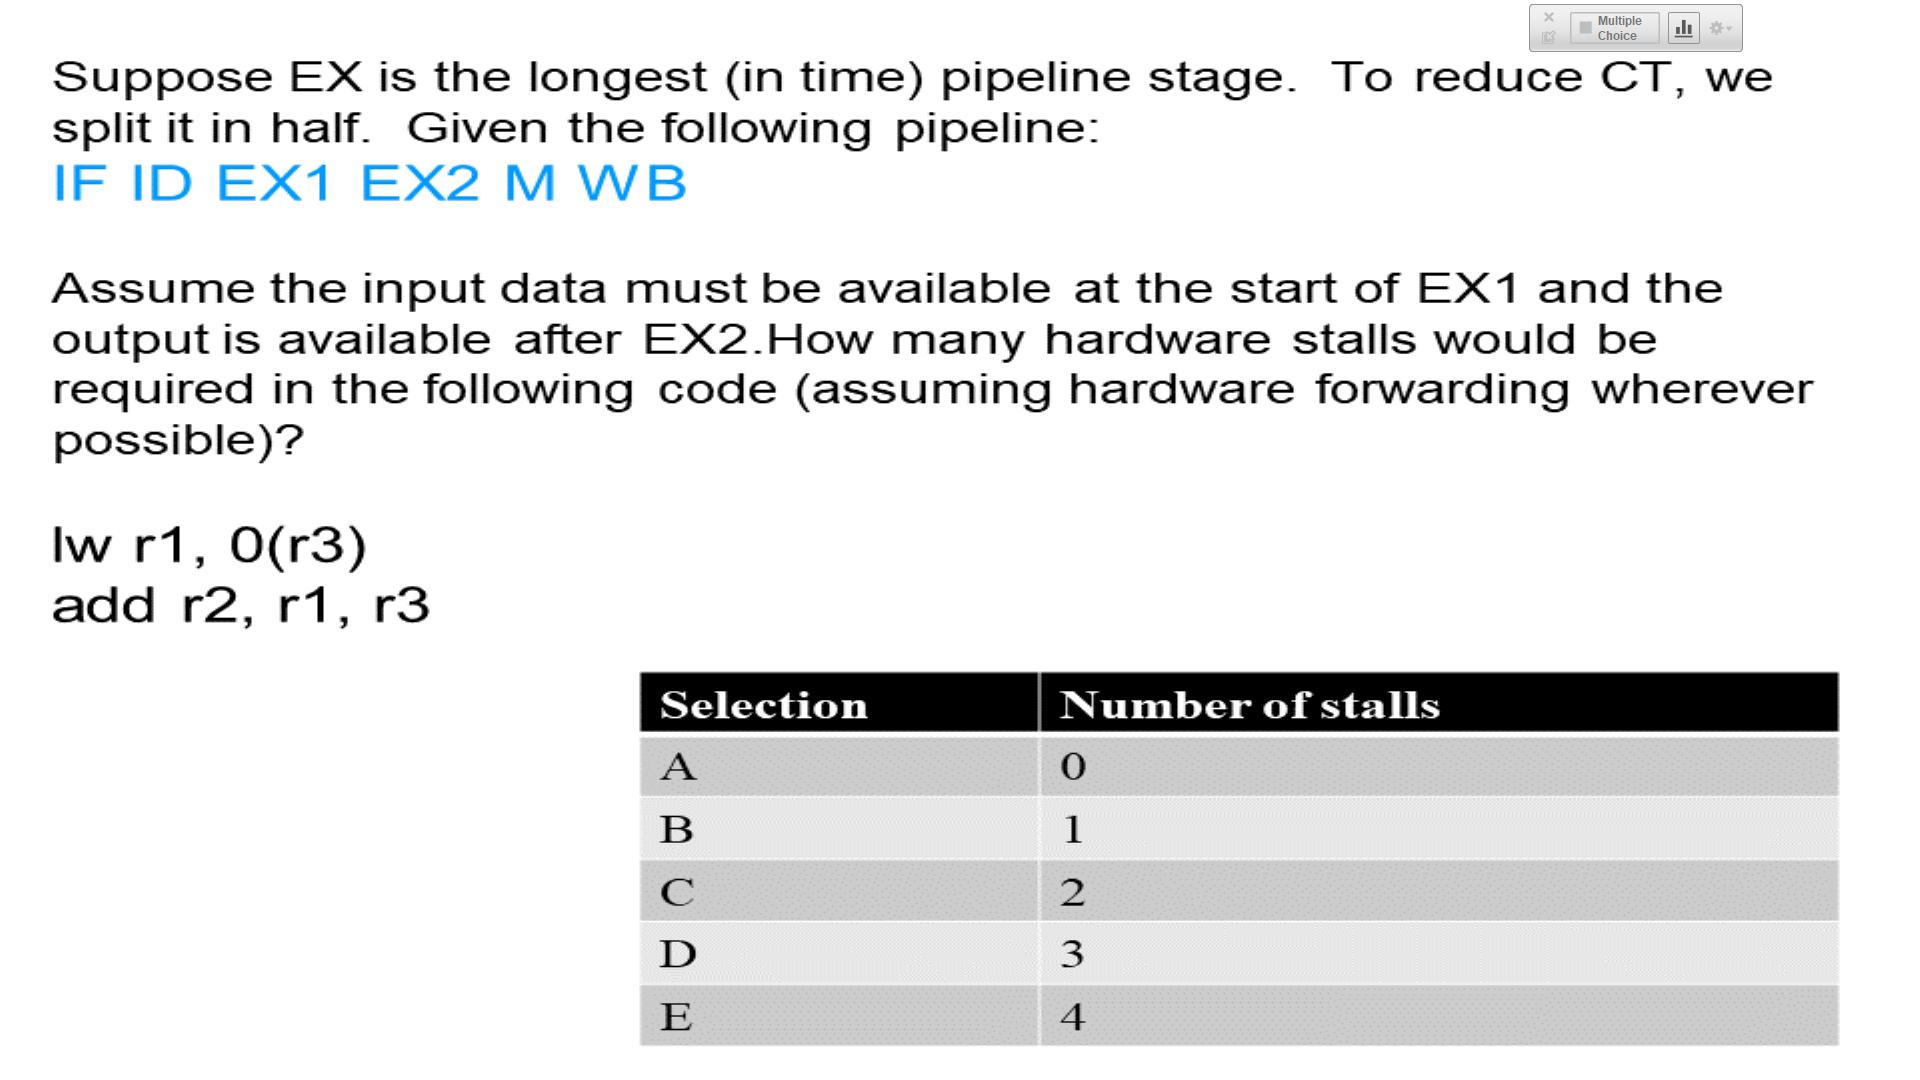 Multiple
Choice
Suppose EX is the longest (in time) pipeline stage. To reduce CT, we
split it in half. Given the following pipeline:
IF ID EX1 EX2 M WB
Assume the input data must be available at the start of EX1 and the
output is available after EX2.How many hardware stalls would be
required in the following code (assuming hardware forwarding wherever
possible)?
lw r1, 0(r3)
add r2, r1, r3
Selection Number of stalls
A 0
B 1
C 2
D 3
E 4